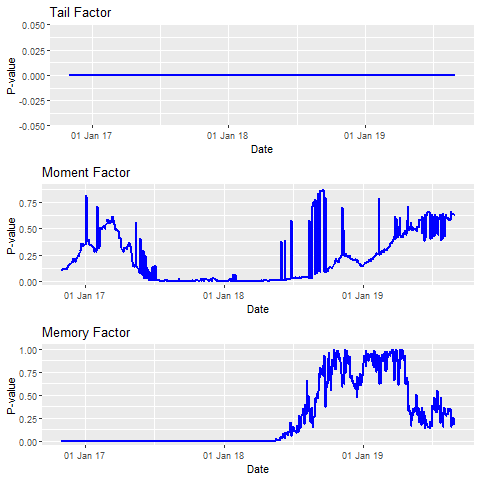 Tail Factor
P-value
0.050
0.025
0.000
-0.025
-0.050
01 Jan 17 01 Jan 18 01 Jan 19
Date
Moment Factor
P-value
0.75
0.50
0.25
0.00
01 Jan 17 01 Jan 18 01 Jan 19
Date
Memory Factor
P-value
1.00
0.75
0.50
0.25
0.00
01 Jan 17 01 Jan 18 01 Jan 19
Date